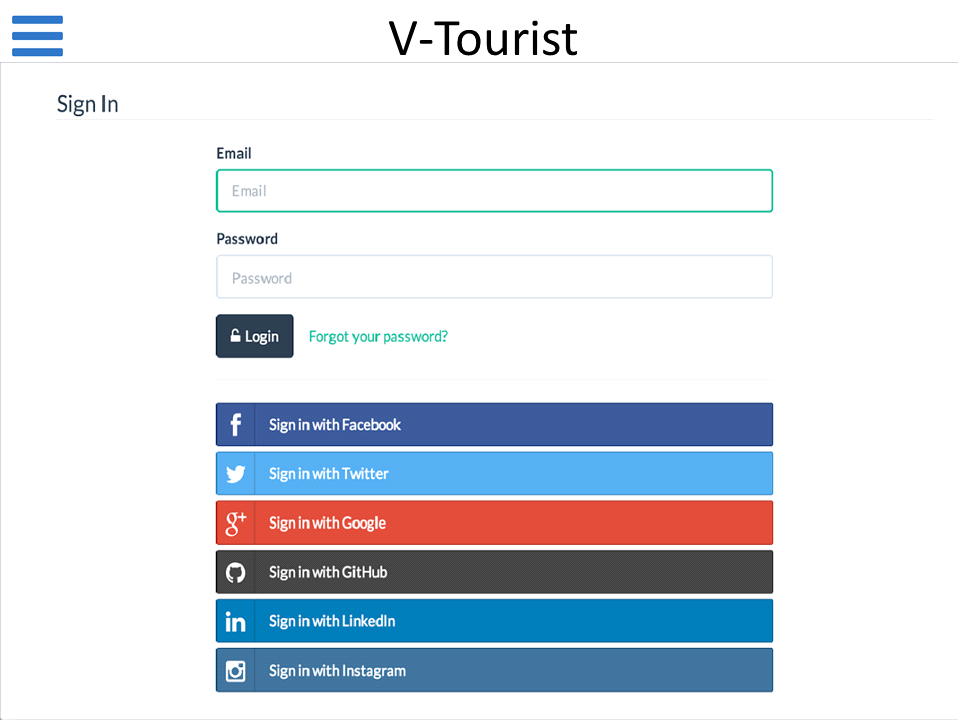 V-Tourist
Sign In
Email
Email
Password
Password
Login Forgot your password?
Sign in with Facebook
Sign in with Twitter
Sign in with Google
Sign in with GitHub
Sign in with LinkedIn
Sign in with Instagram